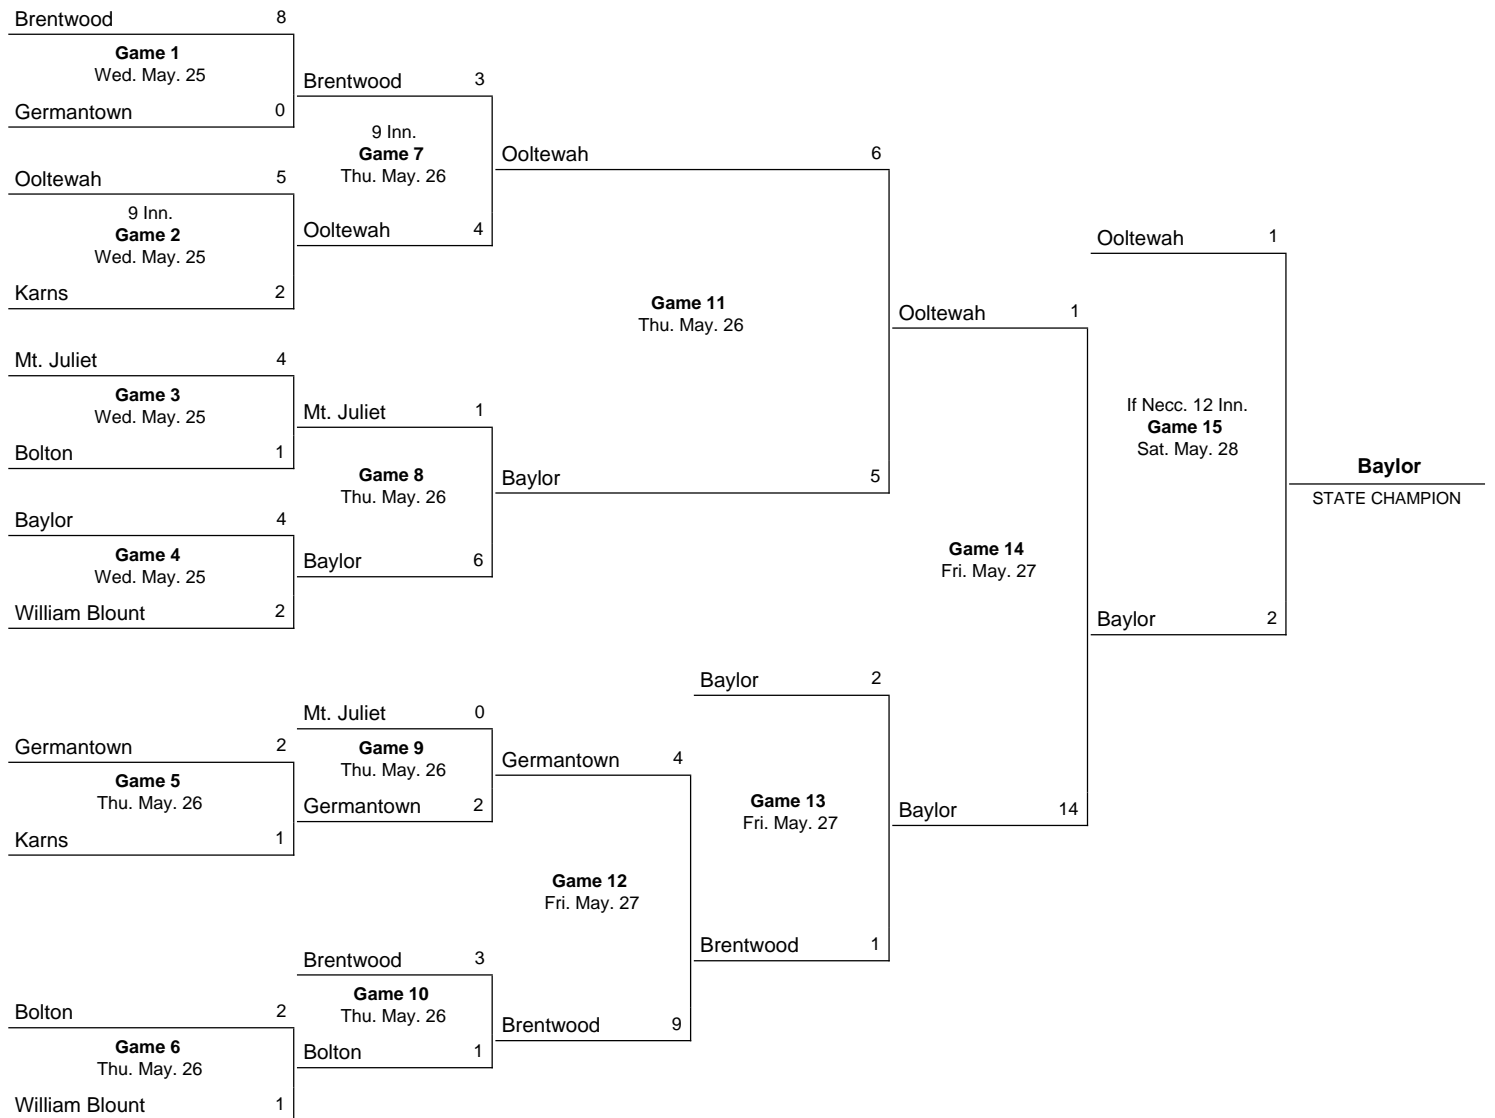 Brentwood 8
Game 1
Wed. May. 25
Germantown 0
Ooltewah 5
9 Inn.
Game 2
Wed. May. 25
Karns 2
Mt. Juliet 4
Game 3
Wed. May. 25
Bolton 1
Baylor 4
Game 4
Wed. May. 25
William Blount 2
Germantown 2
Game 5
Thu. May. 26
Karns 1
Bolton 2
Game 6
Thu. May. 26
William Blount 1
Brentwood 3
9 Inn.
Game 7
Thu. May. 26
Ooltewah 4
Mt. Juliet 1
Game 8
Thu. May. 26
Baylor 6
Mt. Juliet 0
Game 9
Thu. May. 26
Germantown 2
Brentwood 3
Game 10
Thu. May. 26
Bolton 1
Ooltewah 6
Game 11
Thu. May. 26
Baylor 5
Germantown 4
Game 12
Fri. May. 27
Brentwood 9
Baylor 2
Game 13
Fri. May. 27
Brentwood 1
Ooltewah 1
Game 14
Fri. May. 27
Baylor 14
Ooltewah 1
If Necc. 12 Inn.
Game 15
Sat. May. 28
Baylor 2
Baylor
STATE CHAMPION